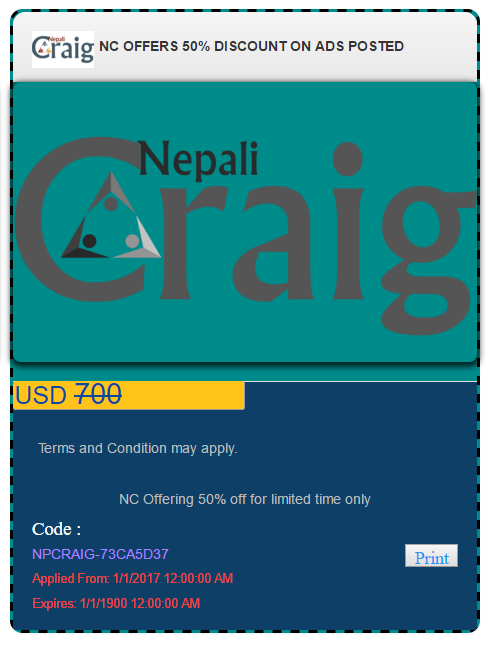 Nepali
Craig
NC OFFERS 50% DISCOUNT ON ADS POSTED
Nepali
Craig
USD 700
Terms and Condition may apply.
NC Offering 50% off for limited time only
Code :
NPCRAIG-73CA5D37
Print
Applied From: 1/1/2017 12:00:00 AM
Expires: 1/1/1900 12:00:00 AM